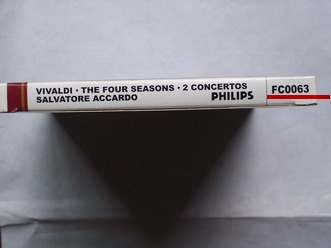 VIVALDI · THE FOUR SEASONS · 2 CONCERTOS
SALVATORE ACCARDO
PHILIPS
FC0063